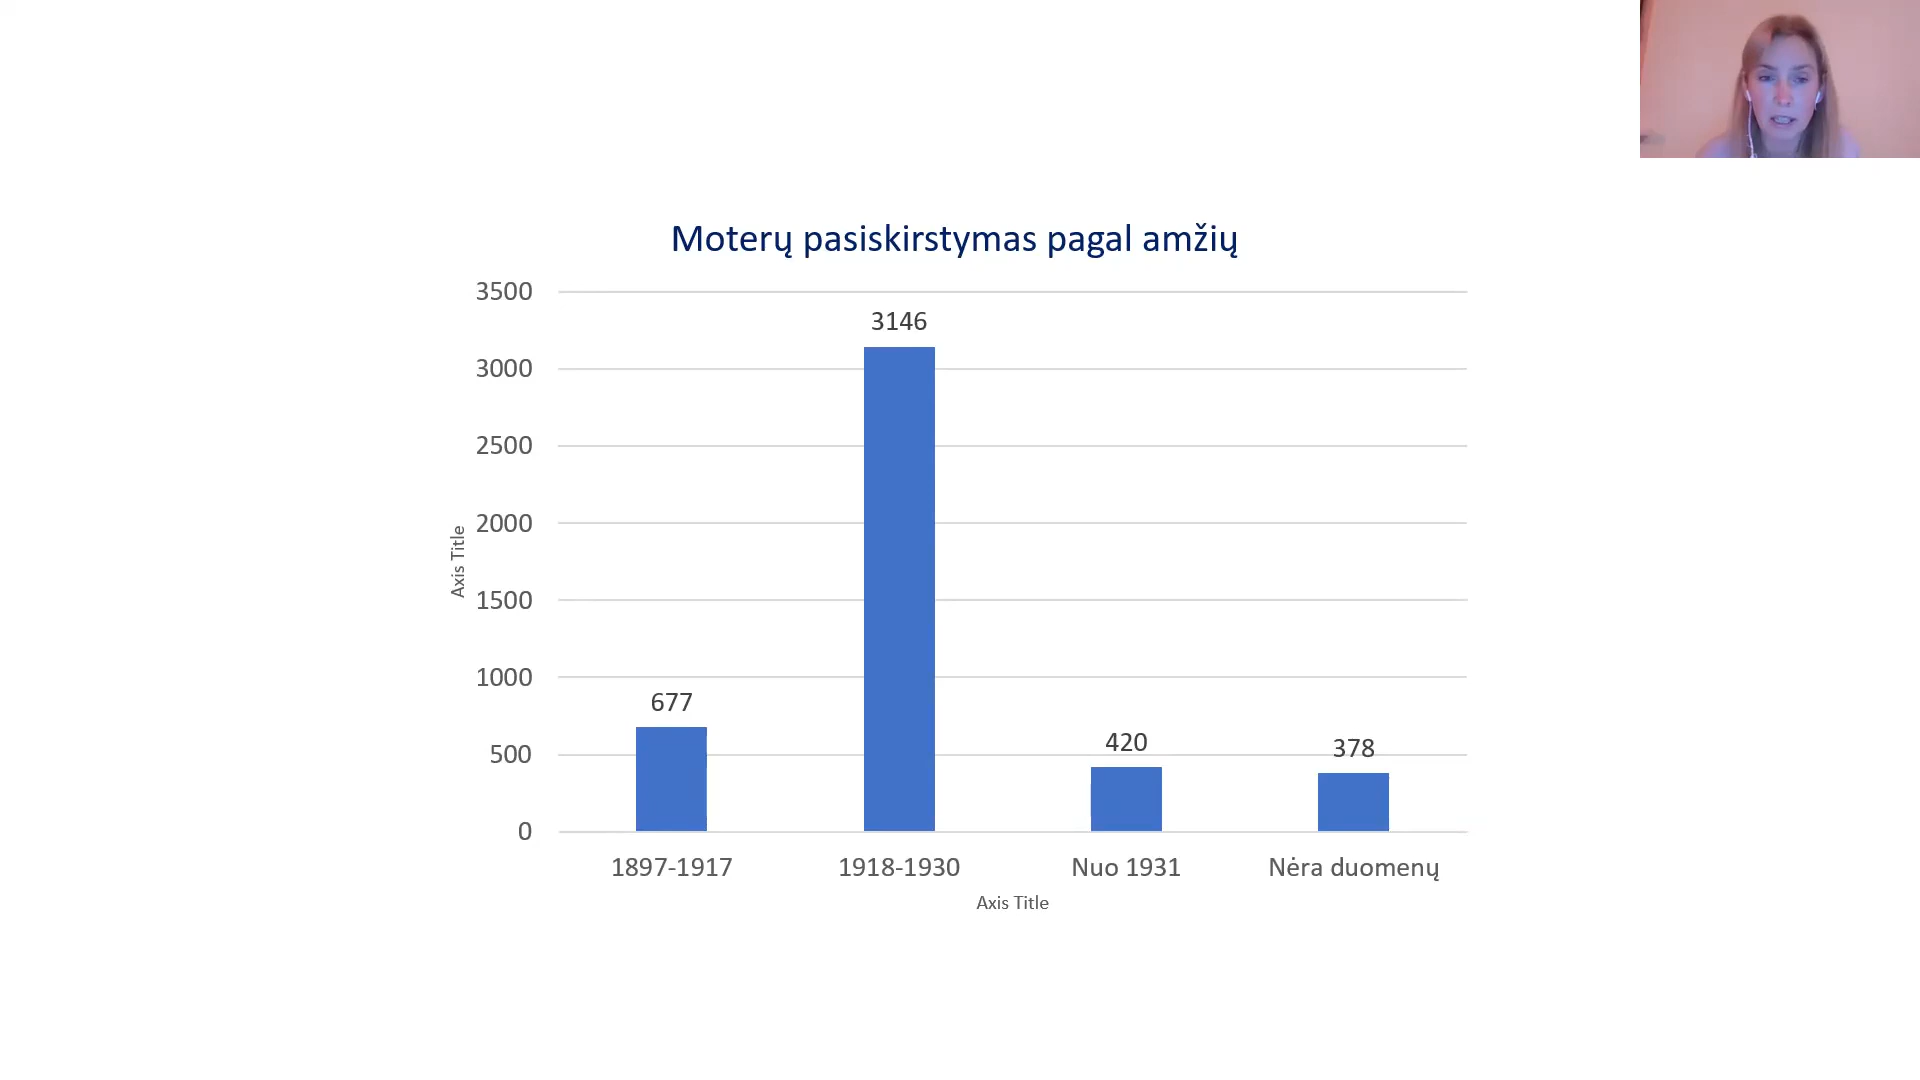 Moterų pasiskirstymas pagal amžių
3500
3000
2500
2000
1500
1000
500
0
Axis Title
677
3146
420
378
1897-1917
1918-1930
Nuo 1931
Nėra duomenų
Axis Title